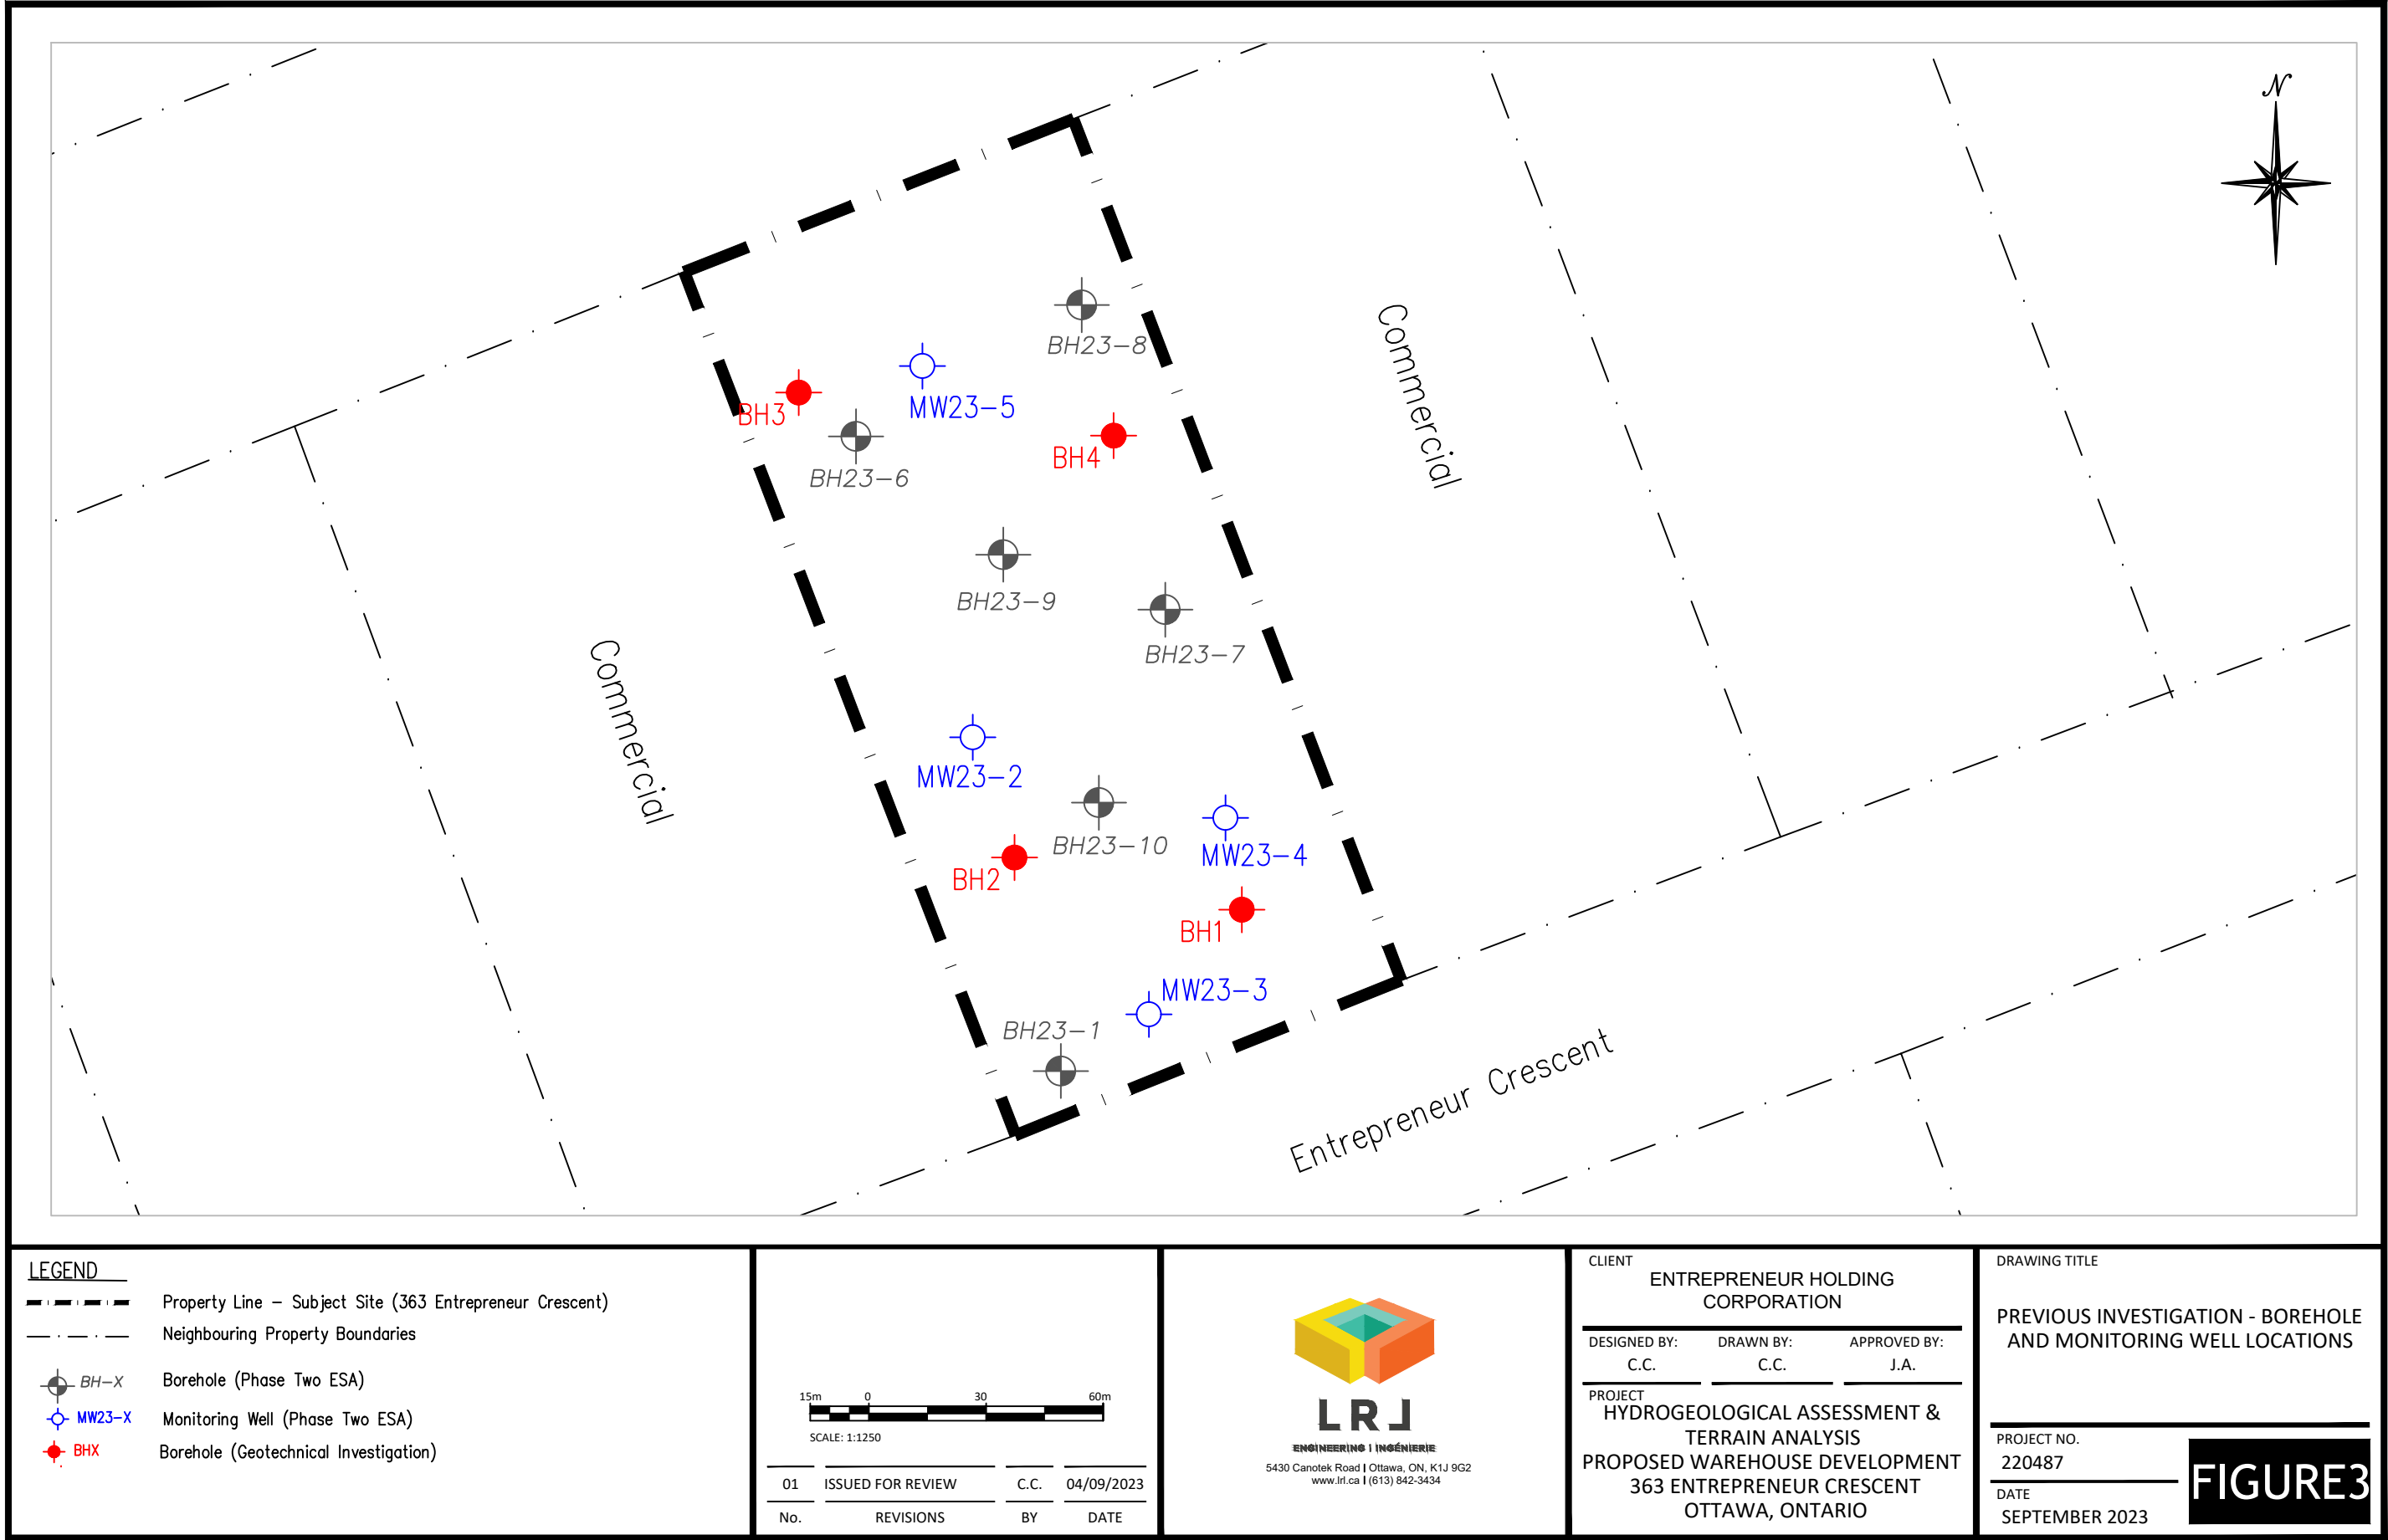 N
BH23-8
Commercial
MW23-5
BH3
BH4
BH23-6
BH23-9
BH23-7
Commercial
MW23-2
BH23-10
MW23-4
BH2
BH1
MW23-3
BH23-1
Entrepreneur Crescent
LEGEND
Property Line - Subject Site (363 Entrepreneur Crescent)
Neighbouring Property Boundaries
BH-X Borehole (Phase Two ESA)
MW23-X Monitoring Well (Phase Two ESA)
BHX Borehole (Geotechnical Investigation)
15m 0 30 60m
SCALE: 1:1250
01 ISSUED FOR REVIEW C.C. 04/09/2023
No. REVISIONS BY DATE
LRL
ENGINEERING | INGÉNIERIE
5430 Canotek Road | Ottawa, ON, K1J 9G2
www.lrl.ca | (613) 842-3434
CLIENT
ENTREPRENEUR HOLDING
CORPORATION
DESIGNED BY: DRAWN BY: APPROVED BY:
C.C. C.C. J.A.
PROJECT
HYDROGEOLOGICAL ASSESSMENT &
TERRAIN ANALYSIS
PROPOSED WAREHOUSE DEVELOPMENT
363 ENTREPRENEUR CRESCENT
OTTAWA, ONTARIO
DRAWING TITLE
PREVIOUS INVESTIGATION - BOREHOLE
AND MONITORING WELL LOCATIONS
PROJECT NO.
220487
DATE
SEPTEMBER 2023
FIGURE3